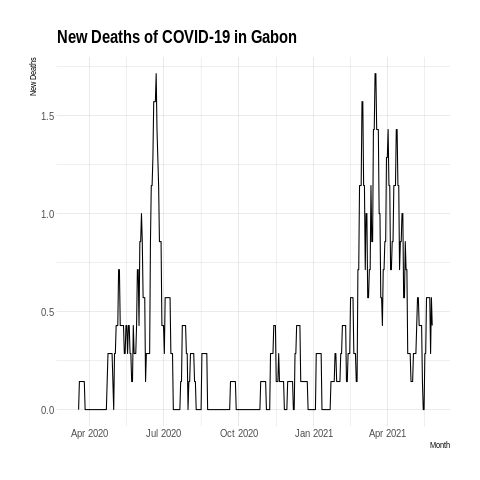 New Deaths of COVID-19 in Gabon
New Deaths
1.5
1.0
0.5
0.0
Apr 2020 Jul 2020 Oct 2020 Jan 2021 Apr 2021
Month